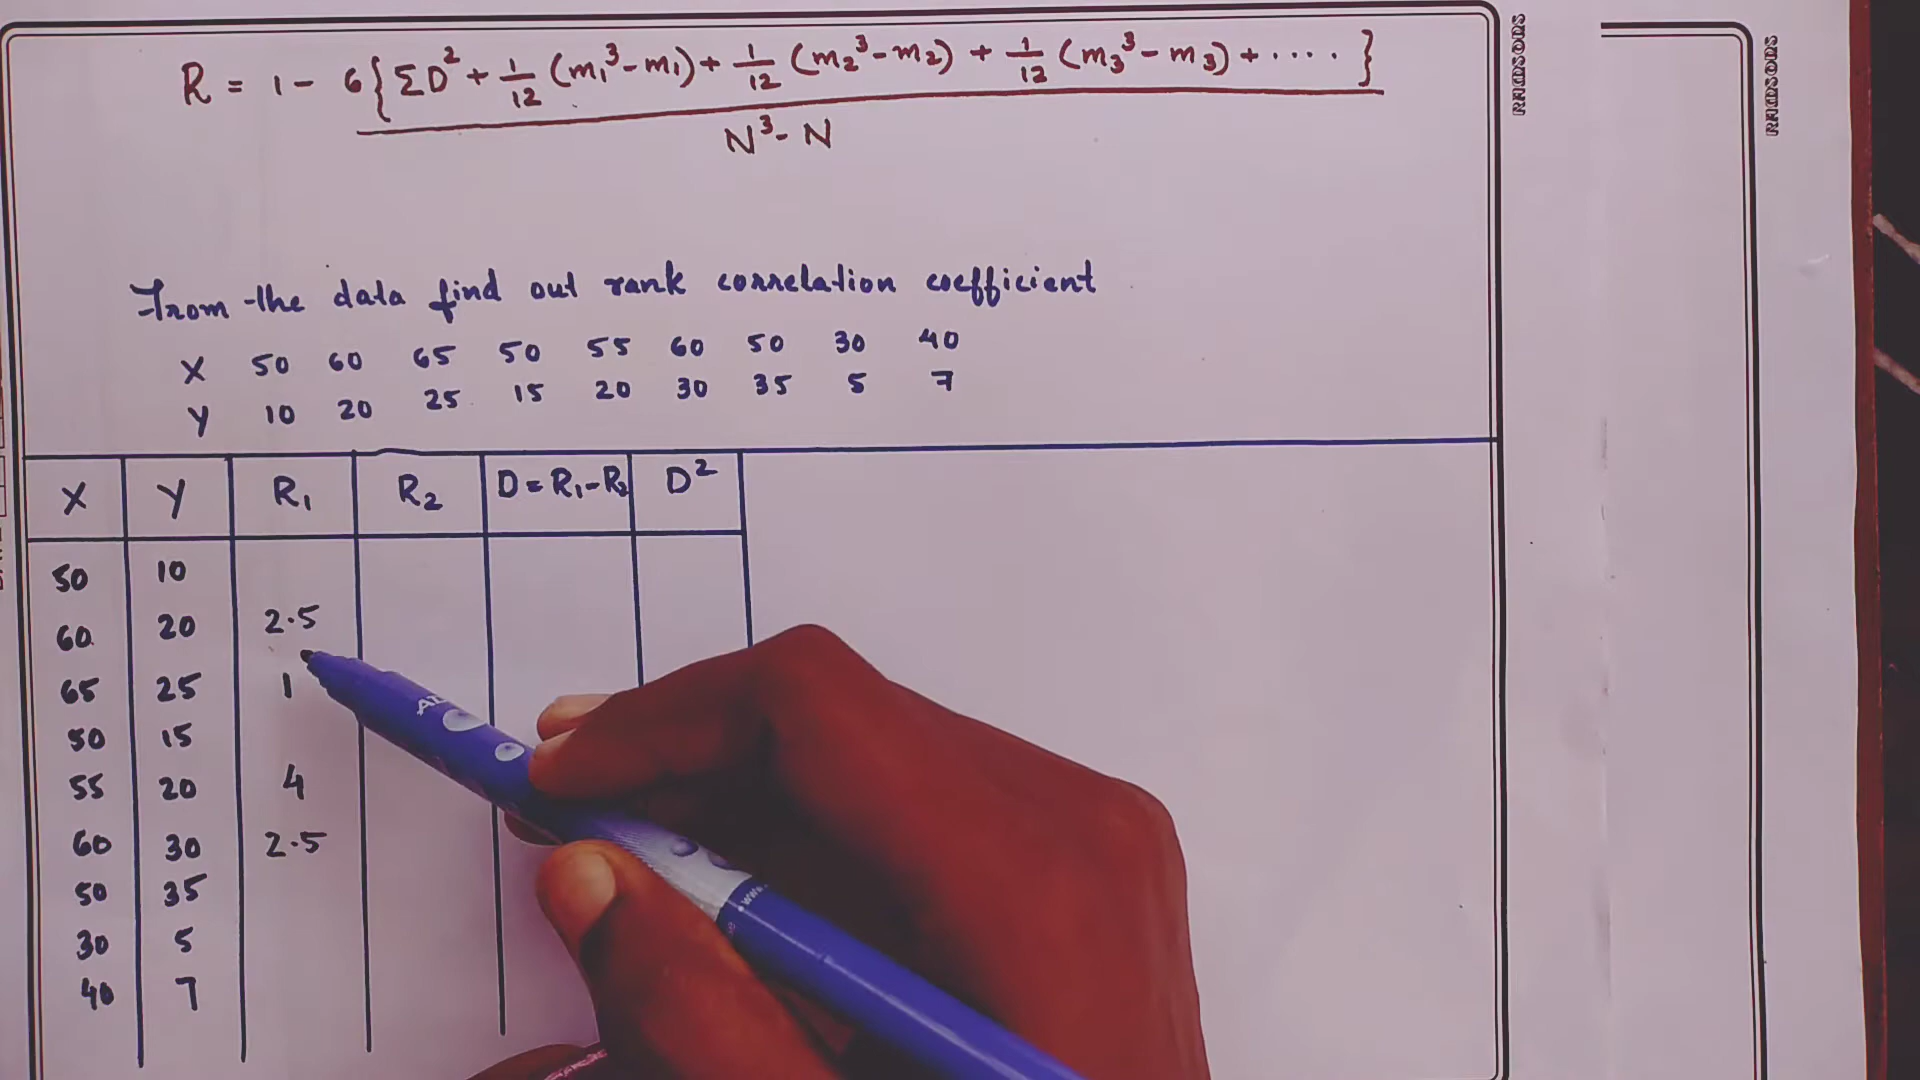 R = 1 - 6{ΣD² + 1/12 (m₁³ - m₁) + 1/12 (m₂³ - m₂) + 1/12 (m₃³ - m₃) + ....}
N³ - N
From the data find out rank correlation coefficient
X 50 60 65 50 55 60 50 30 40
Y 10 20 25 15 20 30 35 5 7
X Y R₁ R₂ D = R₁ - R₂ D²
50 10
60 20 2.5
65 25 1
50 15
55 20 4
60 30 2.5
50 35
30 5
40 7